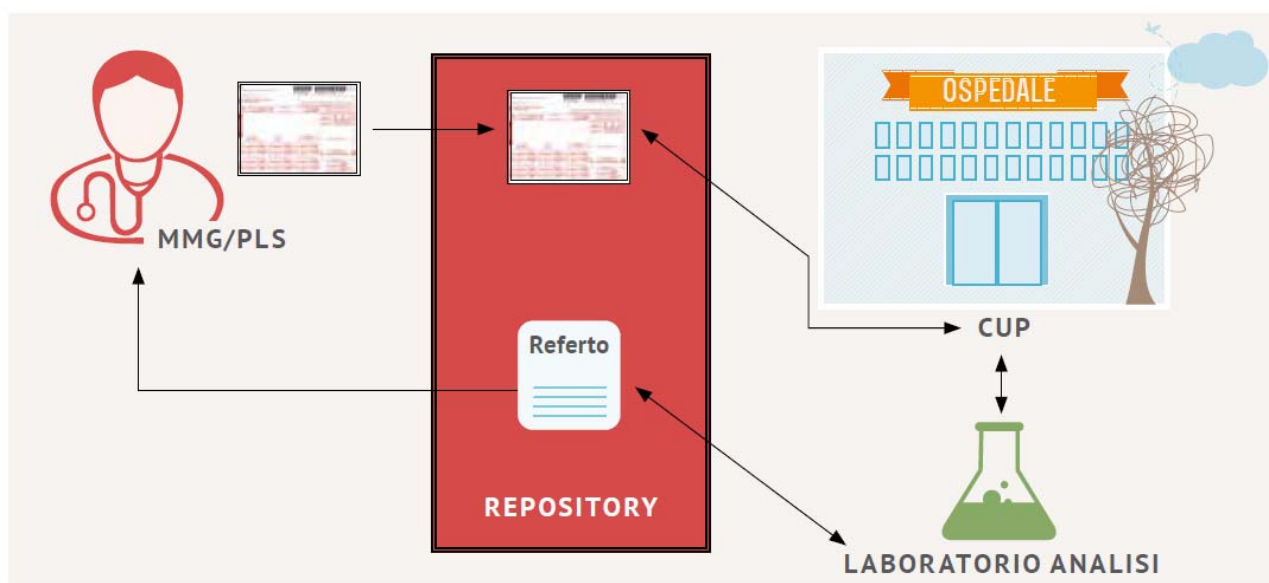 OSPEDALE
MMG/PLS
CUP
Referto
REPOSITORY
LABORATORIO ANALISI